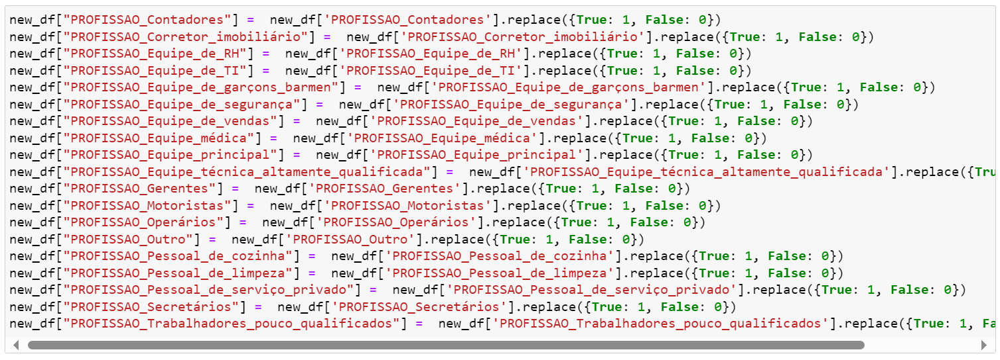 new_df["PROFISSAO_Contadores"] =  new_df['PROFISSAO_Contadores'].replace({True: 1, False: 0})
new_df["PROFISSAO_Corretor_imobiliário"] =  new_df['PROFISSAO_Corretor_imobiliário'].replace({True: 1, False: 0})
new_df["PROFISSAO_Equipe_de_RH"] =  new_df['PROFISSAO_Equipe_de_RH'].replace({True: 1, False: 0})
new_df["PROFISSAO_Equipe_de_TI"] =  new_df['PROFISSAO_Equipe_de_TI'].replace({True: 1, False: 0})
new_df["PROFISSAO_Equipe_de_garçons_barmen"] =  new_df['PROFISSAO_Equipe_de_garçons_barmen'].replace({True: 1, False: 0})
new_df["PROFISSAO_Equipe_de_segurança"] =  new_df['PROFISSAO_Equipe_de_segurança'].replace({True: 1, False: 0})
new_df["PROFISSAO_Equipe_de_vendas"] =  new_df['PROFISSAO_Equipe_de_vendas'].replace({True: 1, False: 0})
new_df["PROFISSAO_Equipe_médica"] =  new_df['PROFISSAO_Equipe_médica'].replace({True: 1, False: 0})
new_df["PROFISSAO_Equipe_principal"] =  new_df['PROFISSAO_Equipe_principal'].replace({True: 1, False: 0})
new_df["PROFISSAO_Equipe_técnica_altamente_qualificada"] =  new_df['PROFISSAO_Equipe_técnica_altamente_qualificada'].replace({Tru
new_df["PROFISSAO_Gerentes"] =  new_df['PROFISSAO_Gerentes'].replace({True: 1, False: 0})
new_df["PROFISSAO_Motoristas"] =  new_df['PROFISSAO_Motoristas'].replace({True: 1, False: 0})
new_df["PROFISSAO_Operários"] =  new_df['PROFISSAO_Operários'].replace({True: 1, False: 0})
new_df["PROFISSAO_Outro"] =  new_df['PROFISSAO_Outro'].replace({True: 1, False: 0})
new_df["PROFISSAO_Pessoal_de_cozinha"] =  new_df['PROFISSAO_Pessoal_de_cozinha'].replace({True: 1, False: 0})
new_df["PROFISSAO_Pessoal_de_limpeza"] =  new_df['PROFISSAO_Pessoal_de_limpeza'].replace({True: 1, False: 0})
new_df["PROFISSAO_Pessoal_de_serviço_privado"] =  new_df['PROFISSAO_Pessoal_de_serviço_privado'].replace({True: 1, False: 0})
new_df["PROFISSAO_Secretários"] =  new_df['PROFISSAO_Secretários'].replace({True: 1, False: 0})
new_df["PROFISSAO_Trabalhadores_pouco_qualificados"] =  new_df['PROFISSAO_Trabalhadores_pouco_qualificados'].replace({True: 1, Fa